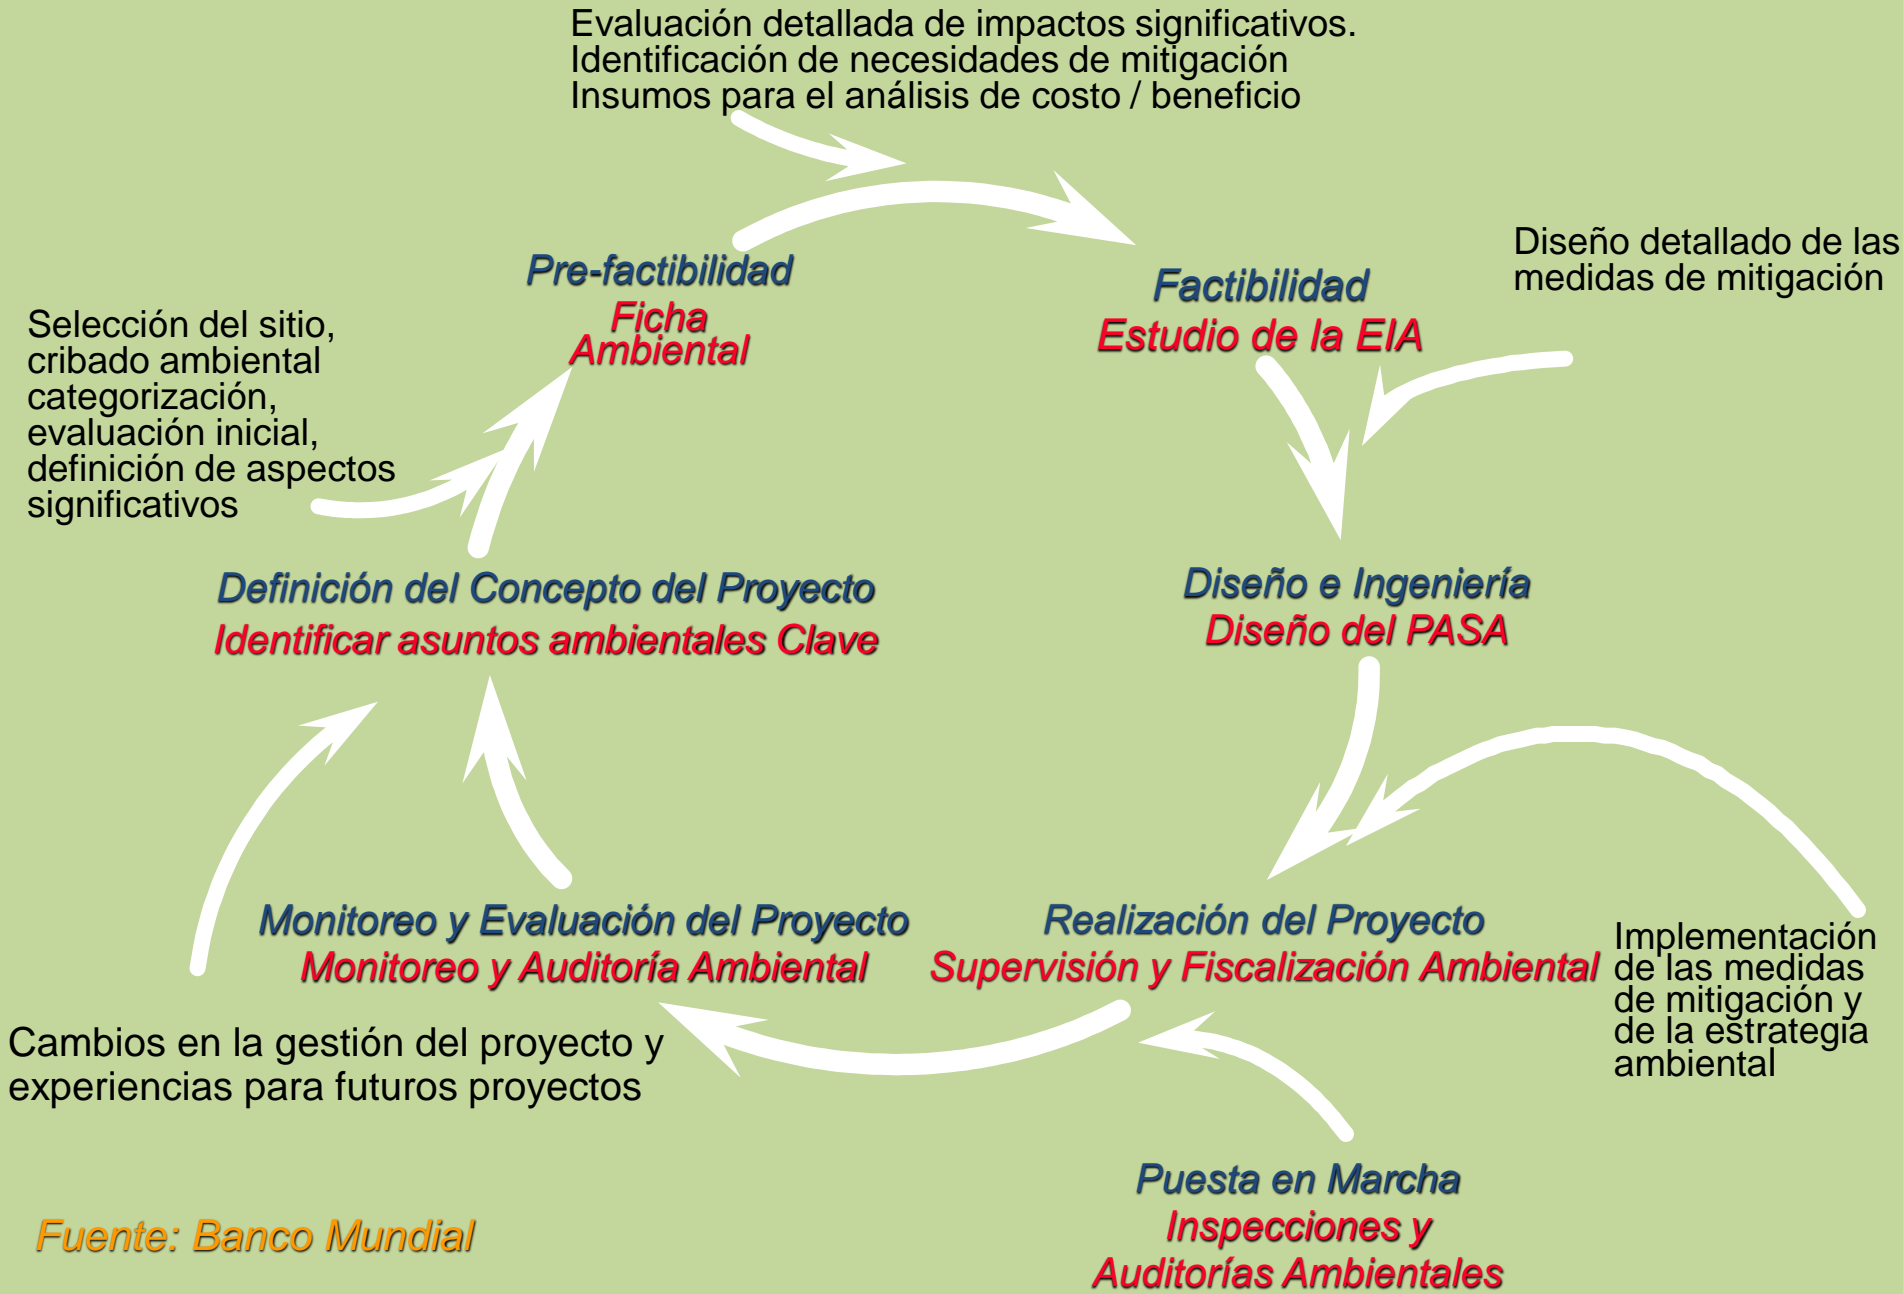 Evaluación detallada de impactos significativos.
Identificación de necesidades de mitigación
Insumos para el análisis de costo / beneficio
Pre-factibilidad
Ficha
Ambiental
Factibilidad
Estudio de la EIA
Diseño detallado de las
medidas de mitigación
Selección del sitio,
cribado ambiental
categorización,
evaluación inicial,
definición de aspectos
significativos
Definición del Concepto del Proyecto
Identificar asuntos ambientales Clave
Diseño e Ingeniería
Diseño del PASA
Monitoreo y Evaluación del Proyecto
Monitoreo y Auditoría Ambiental
Realización del Proyecto
Supervisión y Fiscalización Ambiental
Implementación
de las medidas
de mitigación y
de la estrategia
ambiental
Cambios en la gestión del proyecto y
experiencias para futuros proyectos
Puesta en Marcha
Inspecciones y
Auditorías Ambientales
Fuente: Banco Mundial